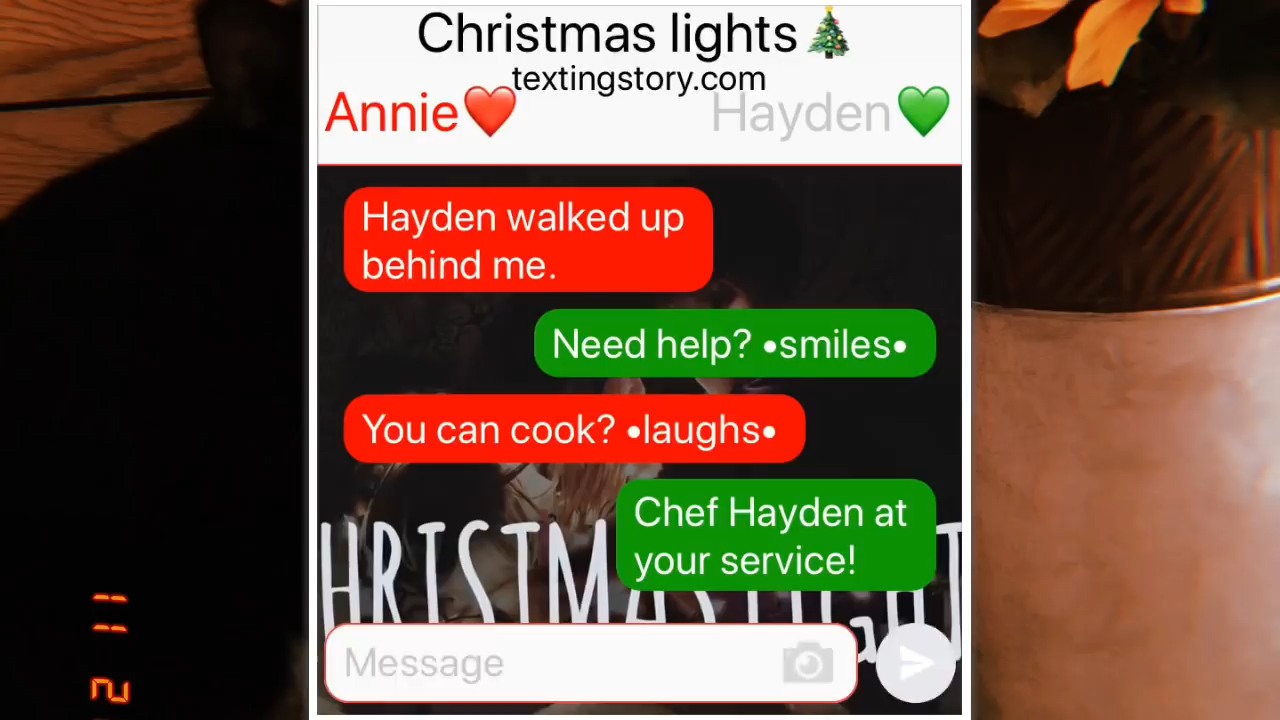 Christmas lights🎄
textingstory.com
Annie❤️ Hayden💚
Hayden walked up
behind me.
Need help? •smiles•
You can cook? •laughs•
Chef Hayden at
your service!
Message